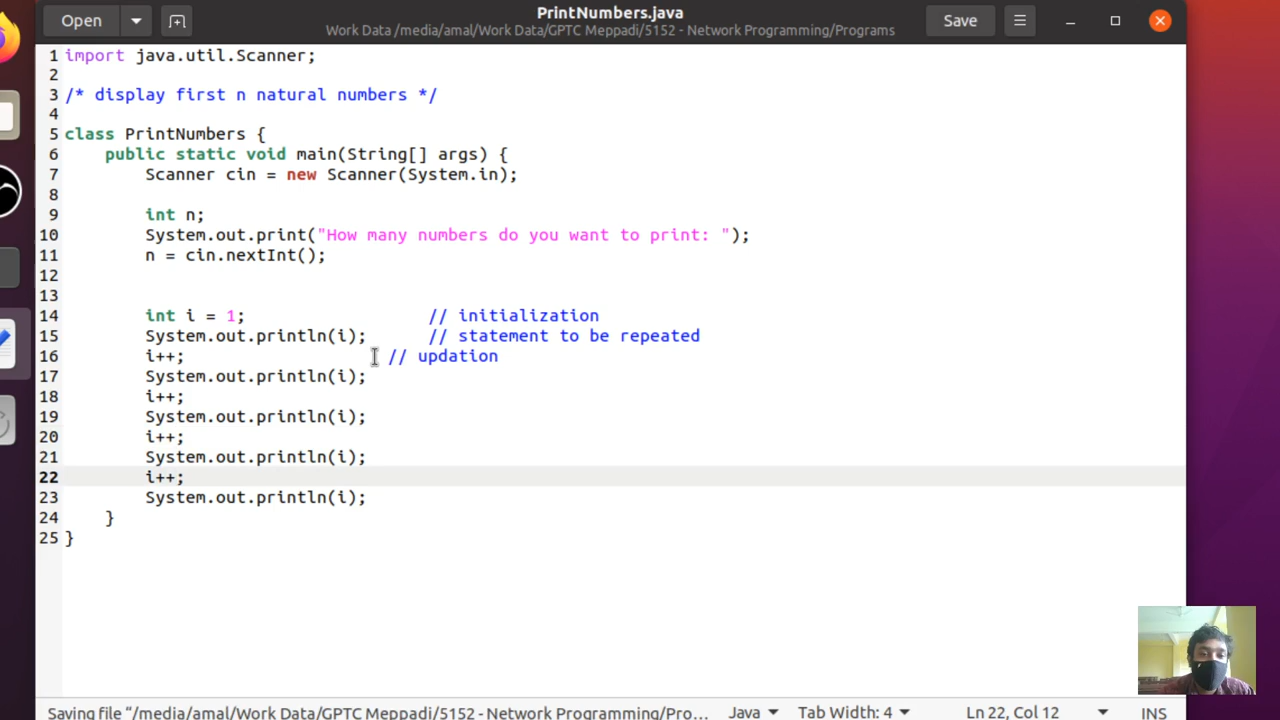 Open
PrintNumbers.java
Work Data /media/amal/Work Data/GPTC Meppadi/5152 - Network Programming/Programs
Save
1 import java.util.Scanner;
2
3 /* display first n natural numbers */
4
5 class PrintNumbers {
6 public static void main(String[] args) {
7 Scanner cin = new Scanner(System.in);
8
9 int n;
10 System.out.print("How many numbers do you want to print: ");
11 n = cin.nextInt();
12
13
14 int i = 1; // initialization
15 System.out.println(i); // statement to be repeated
16 i++; // updation
17 System.out.println(i);
18 i++;
19 System.out.println(i);
20 i++;
21 System.out.println(i);
22 i++;
23 System.out.println(i);
24 }
25 }
Saving file “/media/amal/Work Data/GPTC Meppadi/5152 - Network Programming/Pro... Java Tab Width: 4 Ln 22, Col 12 INS